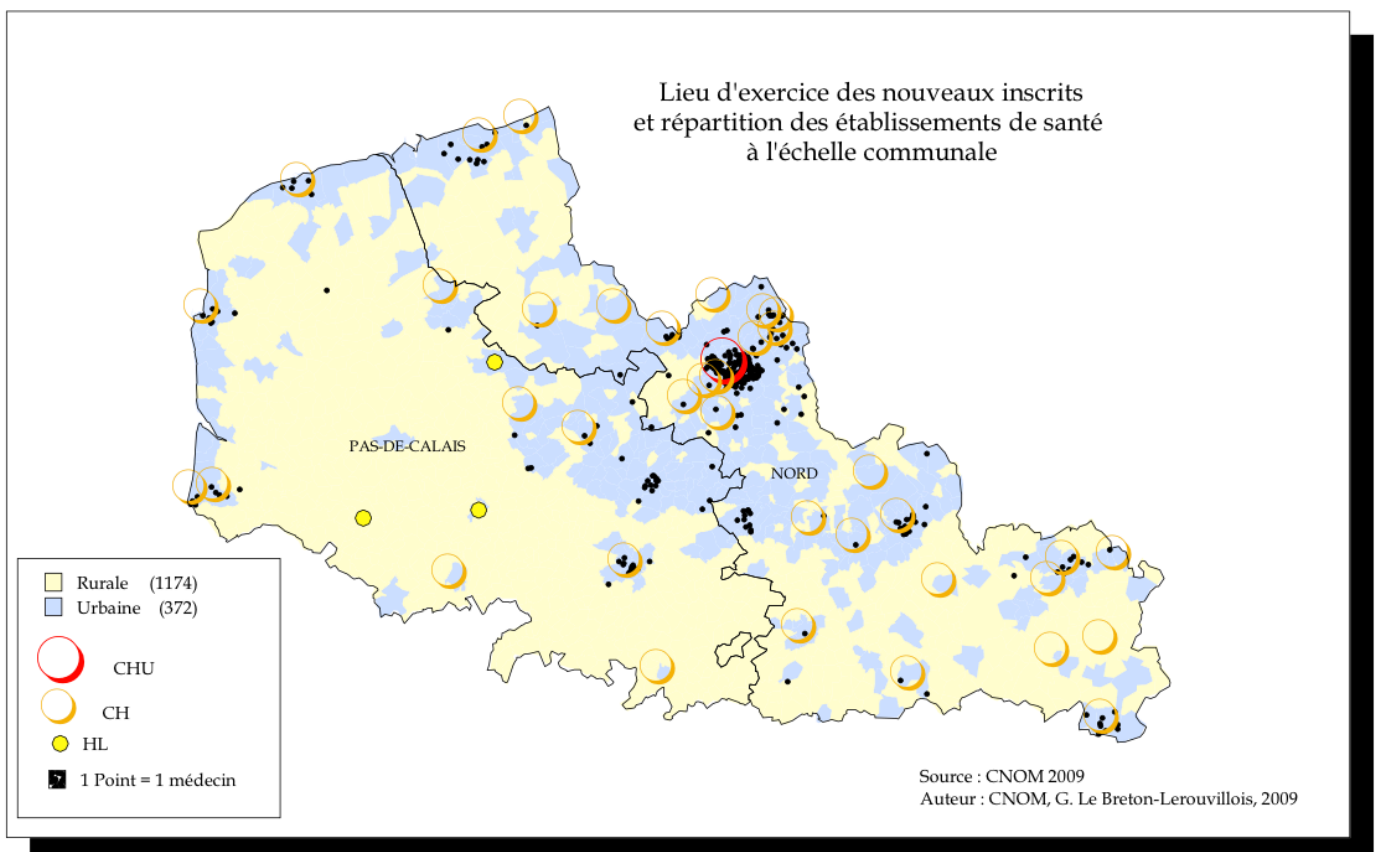 Lieu d'exercice des nouveaux inscrits
et répartition des établissements de santé
à l'échelle communale
PAS-DE-CALAIS
NORD
Rurale (1174)
Urbaine (372)
CHU
CH
HL
1 Point = 1 médecin
Source : CNOM 2009
Auteur : CNOM, G. Le Breton-Lerouvillois, 2009